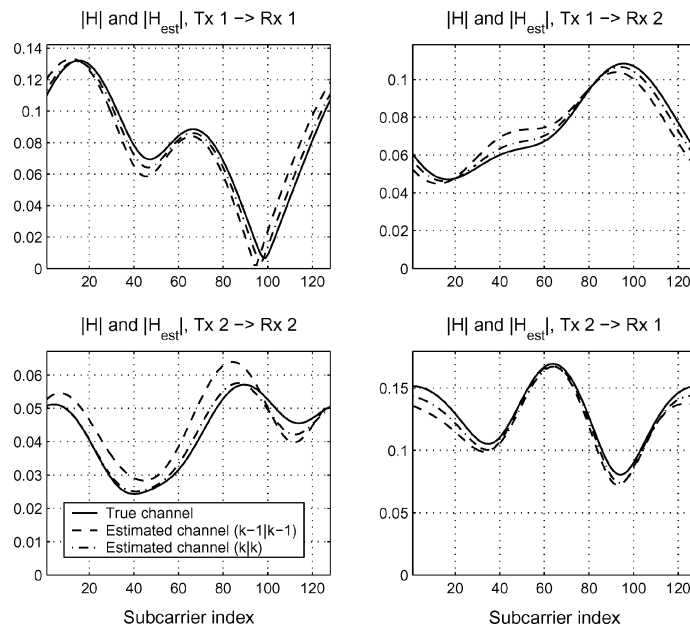 |H| and |H_est|, Tx 1 −> Rx 1
|H| and |H_est|, Tx 1 −> Rx 2
0.14
0.12
0.1
0.08
0.06
0.04
0.02
0
20 40 60 80 100 120
0.1
0.08
0.06
0.04
0.02
0
20 40 60 80 100 120
|H| and |H_est|, Tx 2 −> Rx 2
|H| and |H_est|, Tx 2 −> Rx 1
0.06
0.05
0.04
0.03
0.02
0.01
0
True channel
Estimated channel (k−1|k−1)
Estimated channel (k|k)
20 40 60 80 100 120
Subcarrier index
0.15
0.1
0.05
0
20 40 60 80 100 120
Subcarrier index